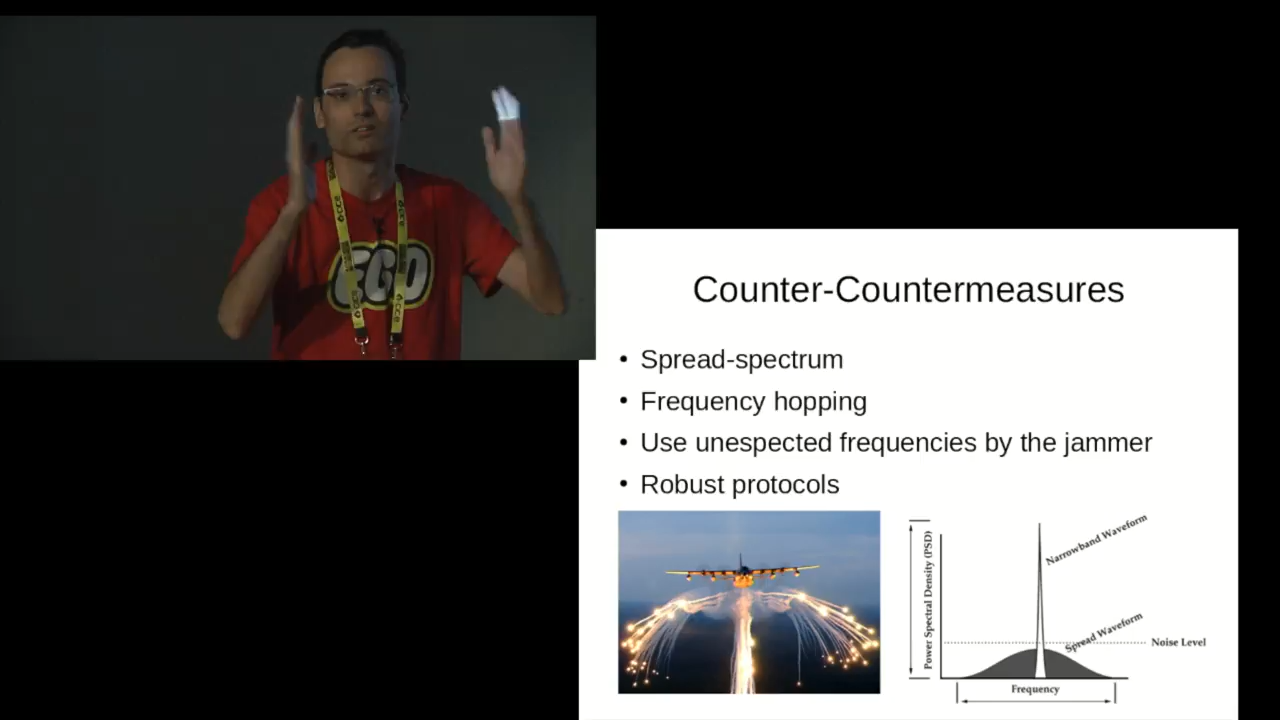 EGO
Counter-Countermeasures
• Spread-spectrum
• Frequency hopping
• Use unespected frequencies by the jammer
• Robust protocols
Power Spectral Density (PSD)
Narrowband Waveform
Spread Waveform
Noise Level
Frequency